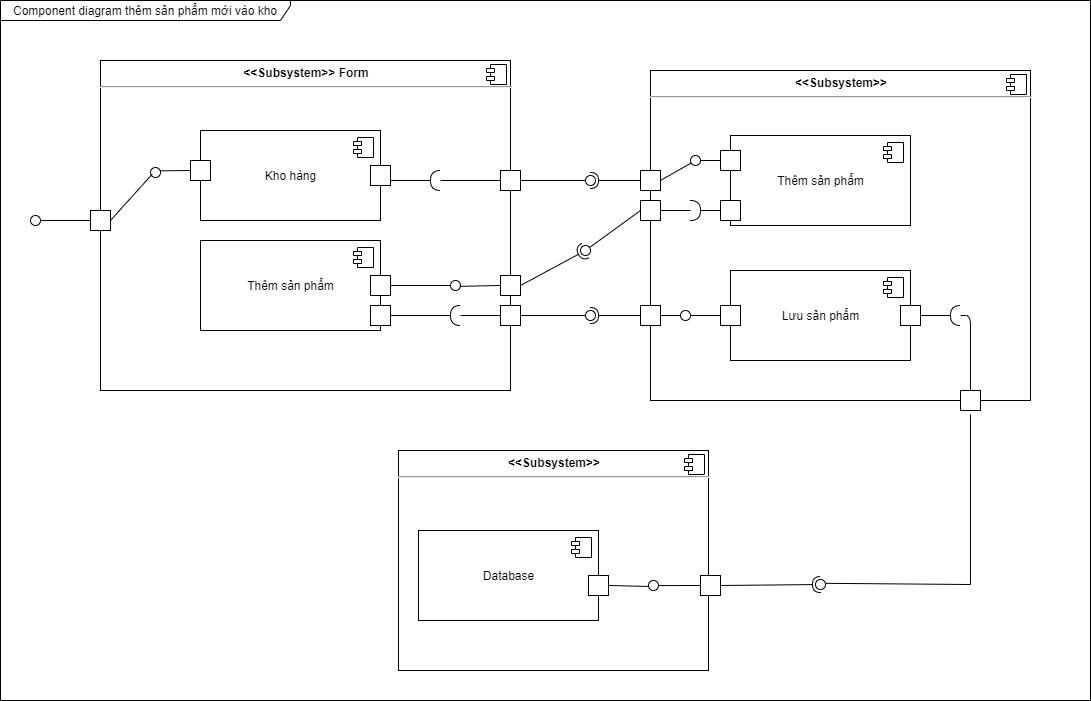 Component diagram thêm sản phẩm mới vào kho
<<Subsystem>> Form
<<Subsystem>>
Kho hàng
Thêm sản phẩm
Thêm sản phẩm
Lưu sản phẩm
<<Subsystem>>
Database